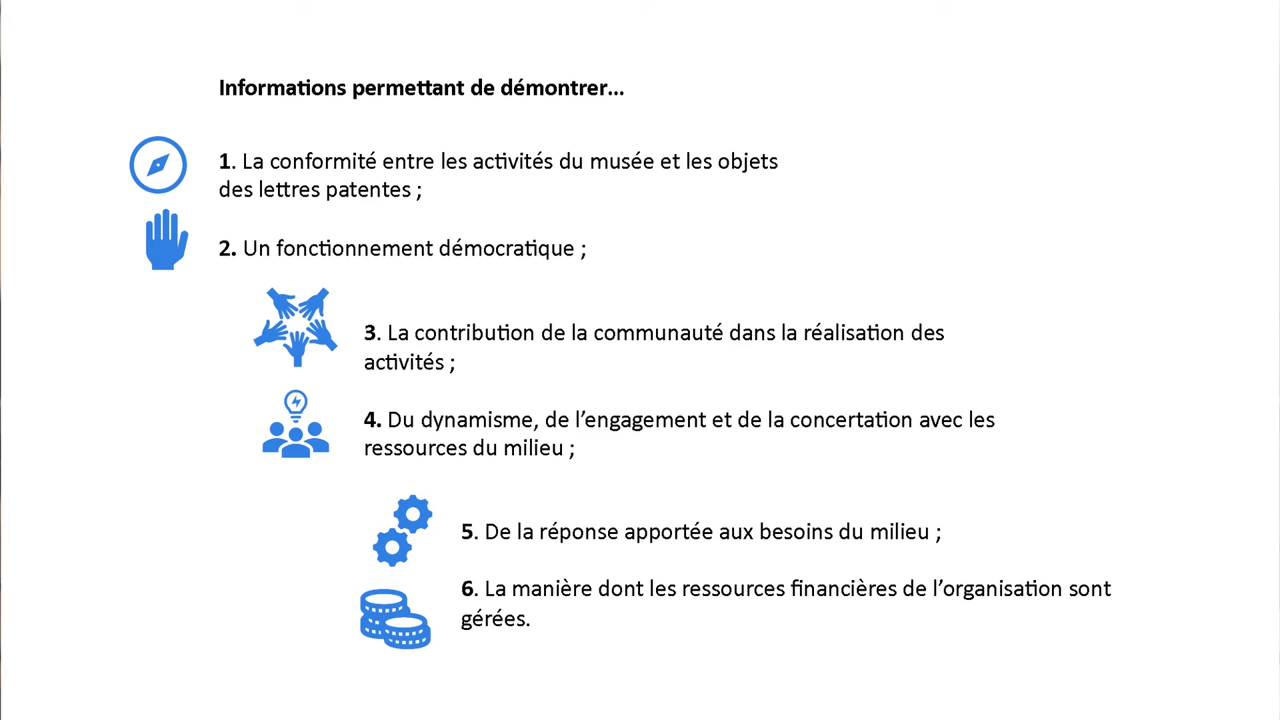 Informations permettant de démontrer...
1. La conformité entre les activités du musée et les objets
des lettres patentes ;
2. Un fonctionnement démocratique ;
3. La contribution de la communauté dans la réalisation des
activités ;
4. Du dynamisme, de l’engagement et de la concertation avec les
ressources du milieu ;
5. De la réponse apportée aux besoins du milieu ;
6. La manière dont les ressources financières de l’organisation sont
gérées.